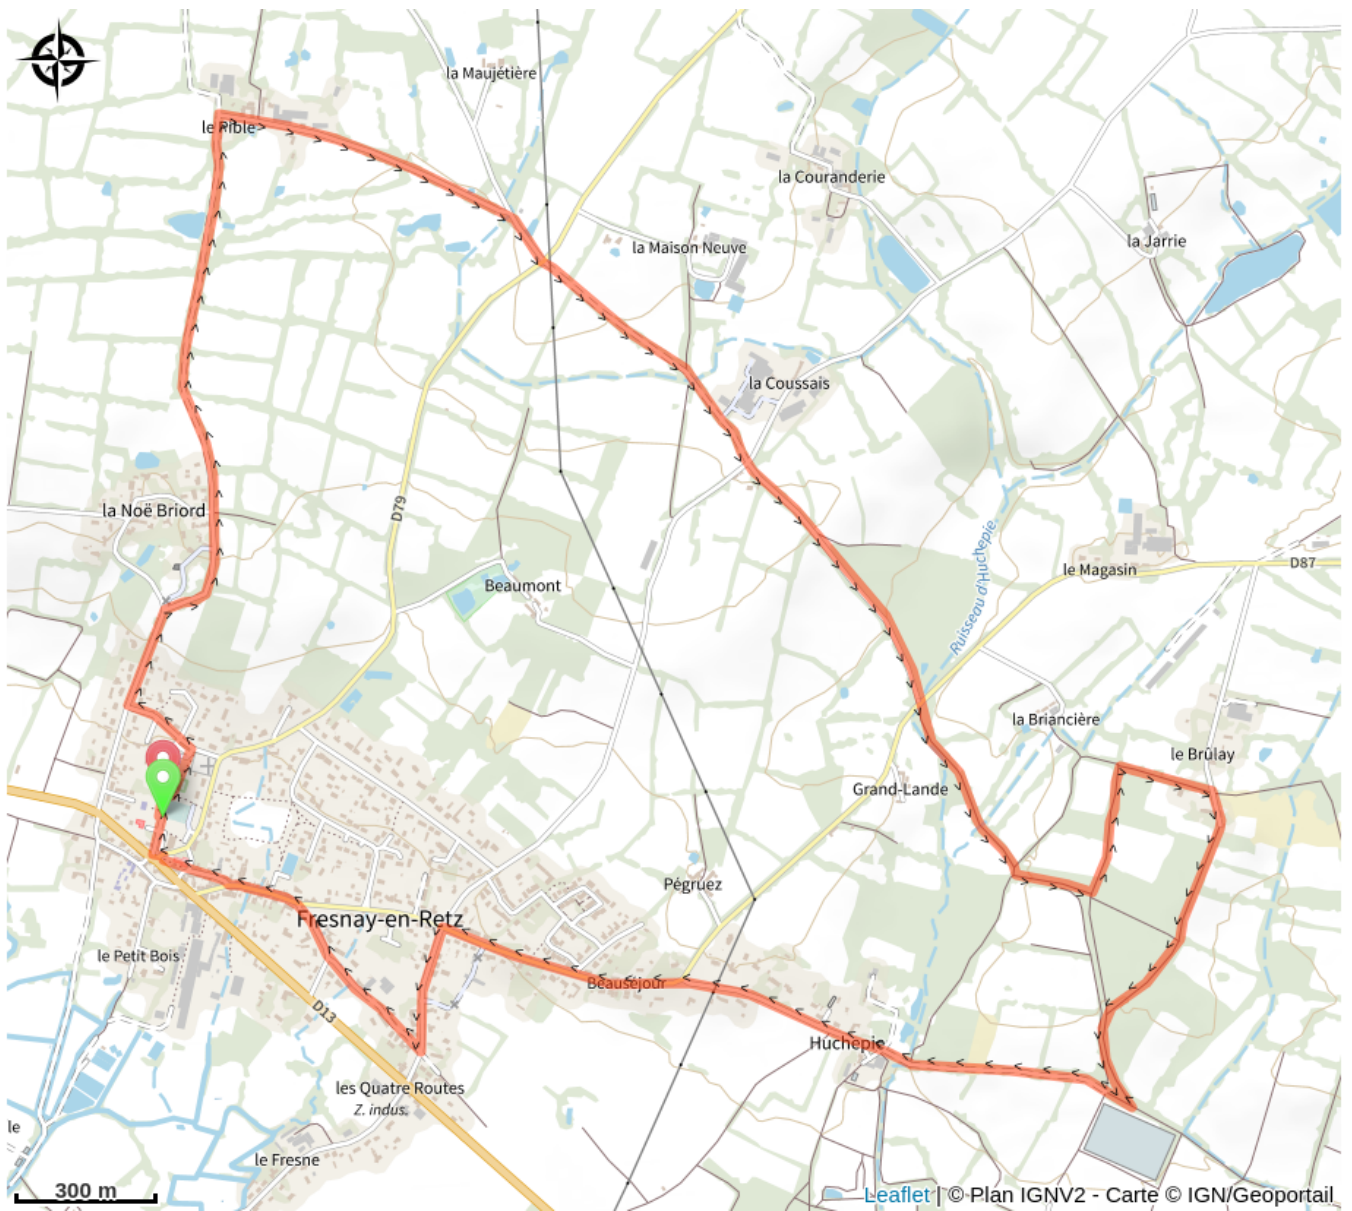 la Maujétière
le Pible
la Couranderie
la Maison Neuve
la Jarrie
la Coussais
D79
la Noë Briord
Ruisseau d'Huchepie
D87
le Magasin
Beaumont
la Briancière
le Brûlay
Grand-Lande
Pégruez
Fresnay-en-Retz
le Petit Bois
Beauséjour
D13
Huchepie
les Quatre Routes
Z. indus.
le
le Fresne
300 m
Leaflet | © Plan IGNV2 - Carte © IGN/Geoportail